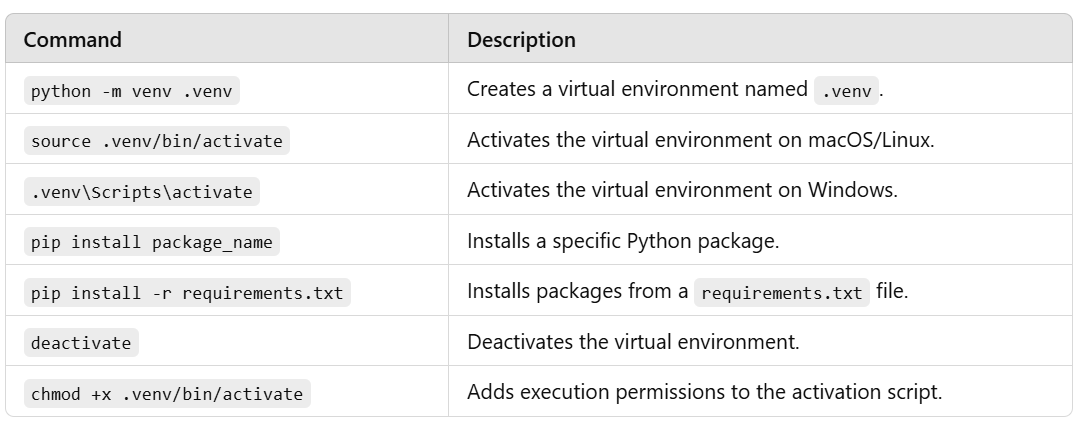 Command Description
python -m venv .venv Creates a virtual environment named .venv.
source .venv/bin/activate Activates the virtual environment on macOS/Linux.
.venv\Scripts\activate Activates the virtual environment on Windows.
pip install package_name Installs a specific Python package.
pip install -r requirements.txt Installs packages from a requirements.txt file.
deactivate Deactivates the virtual environment.
chmod +x .venv/bin/activate Adds execution permissions to the activation script.